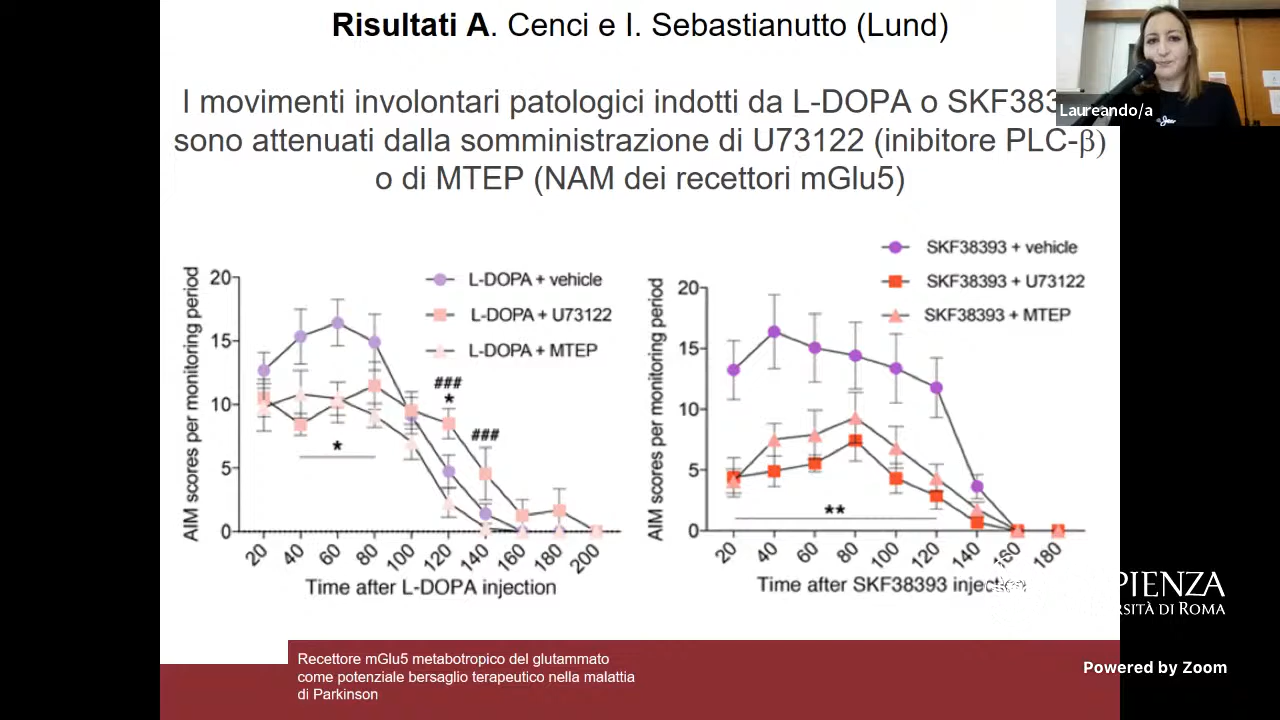 Risultati A. Cenci e I. Sebastianutto (Lund)
Laureando/a
I movimenti involontari patologici indotti da L-DOPA o SKF383
sono attenuati dalla somministrazione di U73122 (inibitore PLC-β)
o di MTEP (NAM dei recettori mGlu5)
AIM scores per monitoring period
20
15
10
5
0
L-DOPA + vehicle
L-DOPA + U73122
L-DOPA + MTEP
###
*
###
*
20 40 60 80 100 120 140 160 180 200
Time after L-DOPA injection
AIM scores per monitoring period
20
15
10
5
0
SKF38393 + vehicle
SKF38393 + U73122
SKF38393 + MTEP
**
20 40 60 80 100 120 140 160 180
Time after SKF38393
PIENZA
RSITÀ DI ROMA
Recettore mGlu5 metabotropico del glutammato
come potenziale bersaglio terapeutico nella malattia
di Parkinson
Powered by Zoom